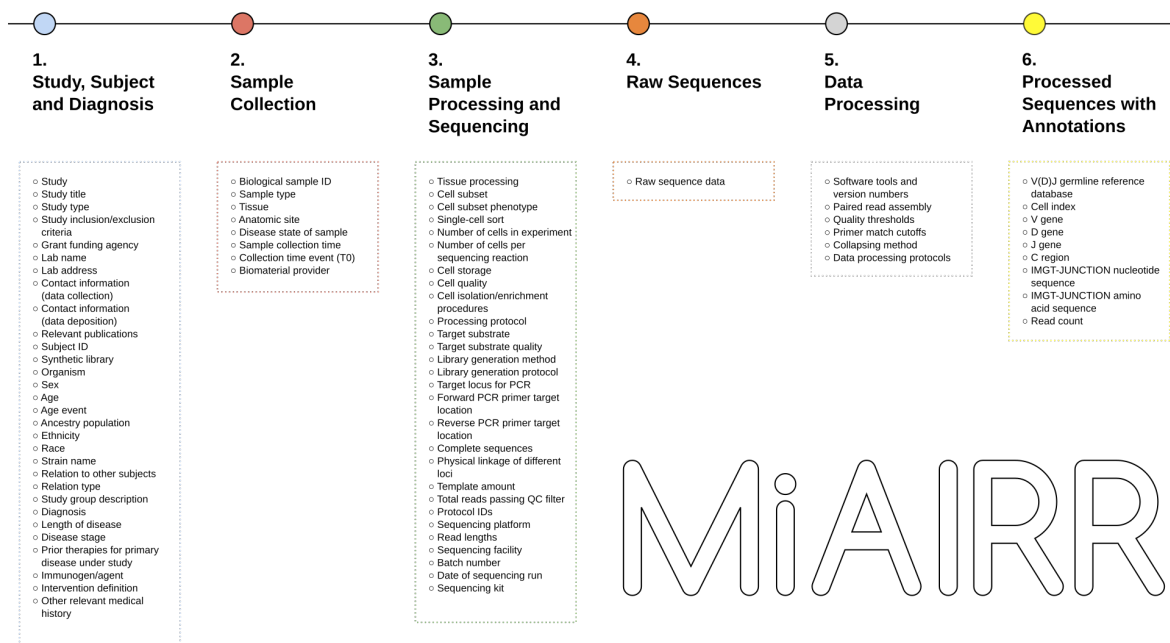 1.
Study, Subject
and Diagnosis
○ Study
○ Study title
○ Study type
○ Study inclusion/exclusion
criteria
○ Grant funding agency
○ Lab name
○ Lab address
○ Contact information
(data collection)
○ Contact information
(data deposition)
○ Relevant publications
○ Subject ID
○ Synthetic library
○ Organism
○ Sex
○ Age
○ Age event
○ Ancestry population
○ Ethnicity
○ Race
○ Strain name
○ Relation to other subjects
○ Relation type
○ Study group description
○ Diagnosis
○ Length of disease
○ Disease stage
○ Prior therapies for primary
disease under study
○ Immunogen/agent
○ Intervention definition
○ Other relevant medical
history
2.
Sample
Collection
○ Biological sample ID
○ Sample type
○ Tissue
○ Anatomic site
○ Disease state of sample
○ Sample collection time
○ Collection time event (T0)
○ Biomaterial provider
3.
Sample
Processing and
Sequencing
○ Tissue processing
○ Cell subset
○ Cell subset phenotype
○ Single-cell sort
○ Number of cells in experiment
○ Number of cells per
sequencing reaction
○ Cell storage
○ Cell quality
○ Cell isolation/enrichment
procedures
○ Processing protocol
○ Target substrate
○ Target substrate quality
○ Library generation method
○ Library generation protocol
○ Target locus for PCR
○ Forward PCR primer target
location
○ Reverse PCR primer target
location
○ Complete sequences
○ Physical linkage of different
loci
○ Template amount
○ Total reads passing QC filter
○ Protocol IDs
○ Sequencing platform
○ Read lengths
○ Sequencing facility
○ Batch number
○ Date of sequencing run
○ Sequencing kit
4.
Raw Sequences
○ Raw sequence data
5.
Data
Processing
○ Software tools and
version numbers
○ Paired read assembly
○ Quality thresholds
○ Primer match cutoffs
○ Collapsing method
○ Data processing protocols
6.
Processed
Sequences with
Annotations
○ V(D)J germline reference
database
○ Cell index
○ V gene
○ D gene
○ J gene
○ C region
○ IMGT-JUNCTION nucleotide
sequence
○ IMGT-JUNCTION amino
acid sequence
○ Read count
MiAIRR